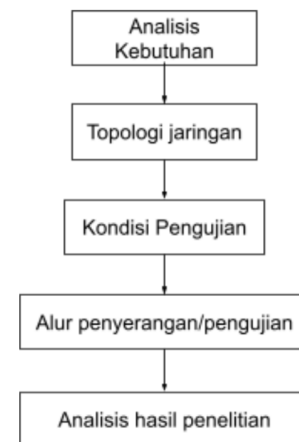 Analisis
Kebutuhan
Topologi jaringan
Kondisi Pengujian
Alur penyerangan/pengujian
Analisis hasil penelitian